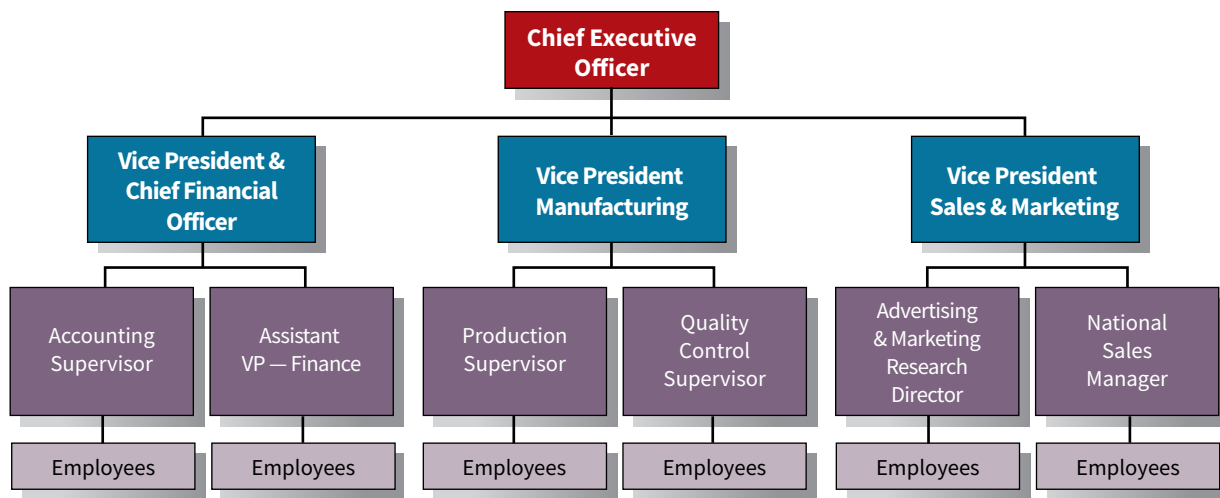 Chief Executive
Officer
Vice President &
Chief Financial
Officer
Vice President
Manufacturing
Vice President
Sales & Marketing
Accounting
Supervisor
Assistant
VP — Finance
Production
Supervisor
Quality
Control
Supervisor
Advertising
& Marketing
Research
Director
National
Sales
Manager
Employees
Employees
Employees
Employees
Employees
Employees